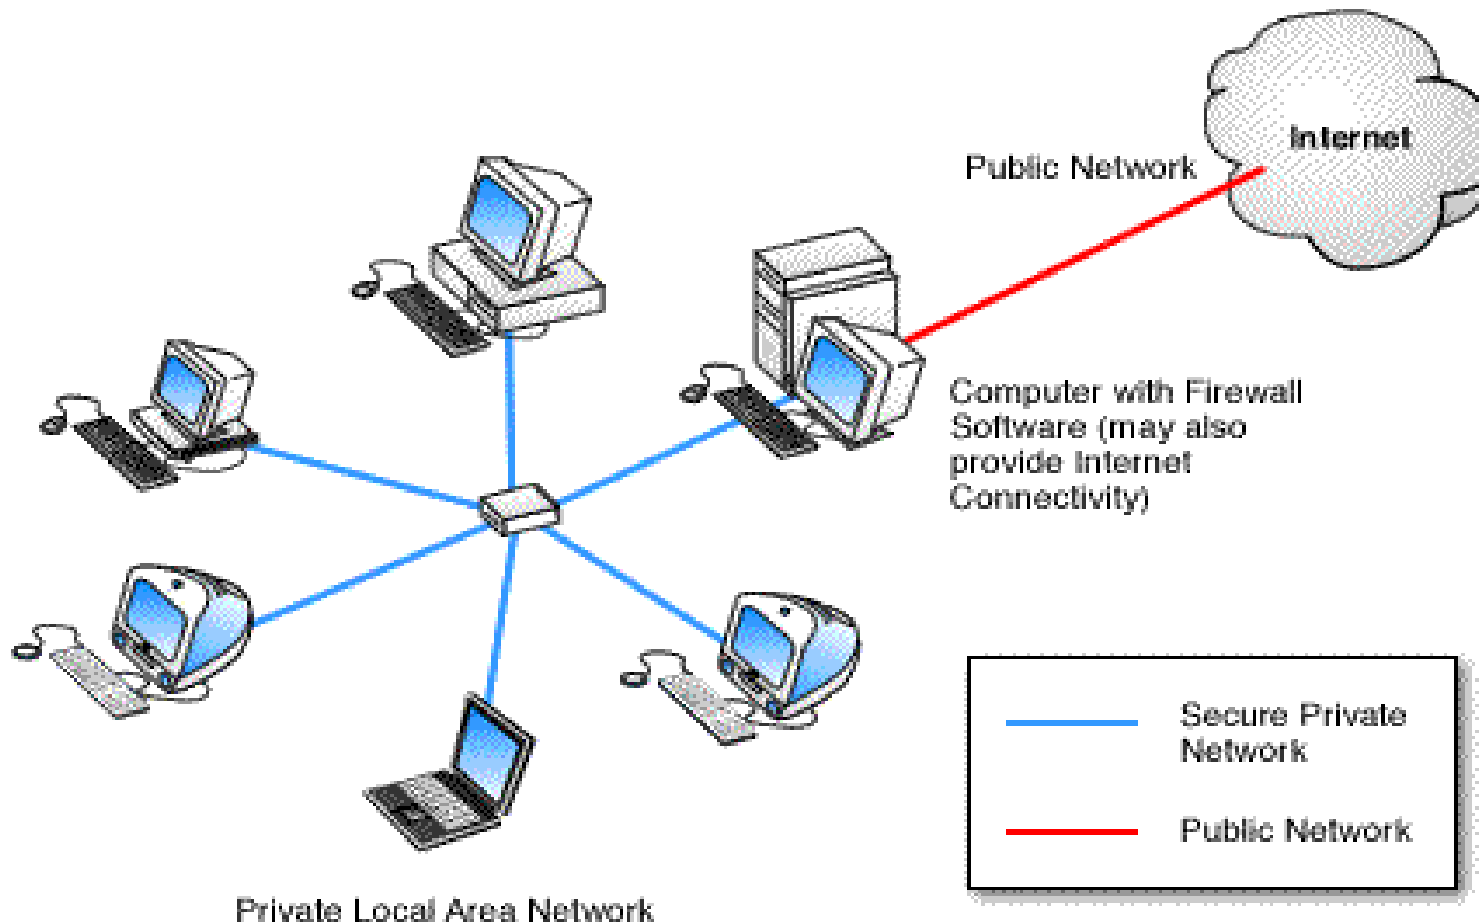 Internet
Public Network
Computer with Firewall
Software (may also
provide Internet
Connectivity)
Secure Private
Network
Public Network
Private Local Area Network